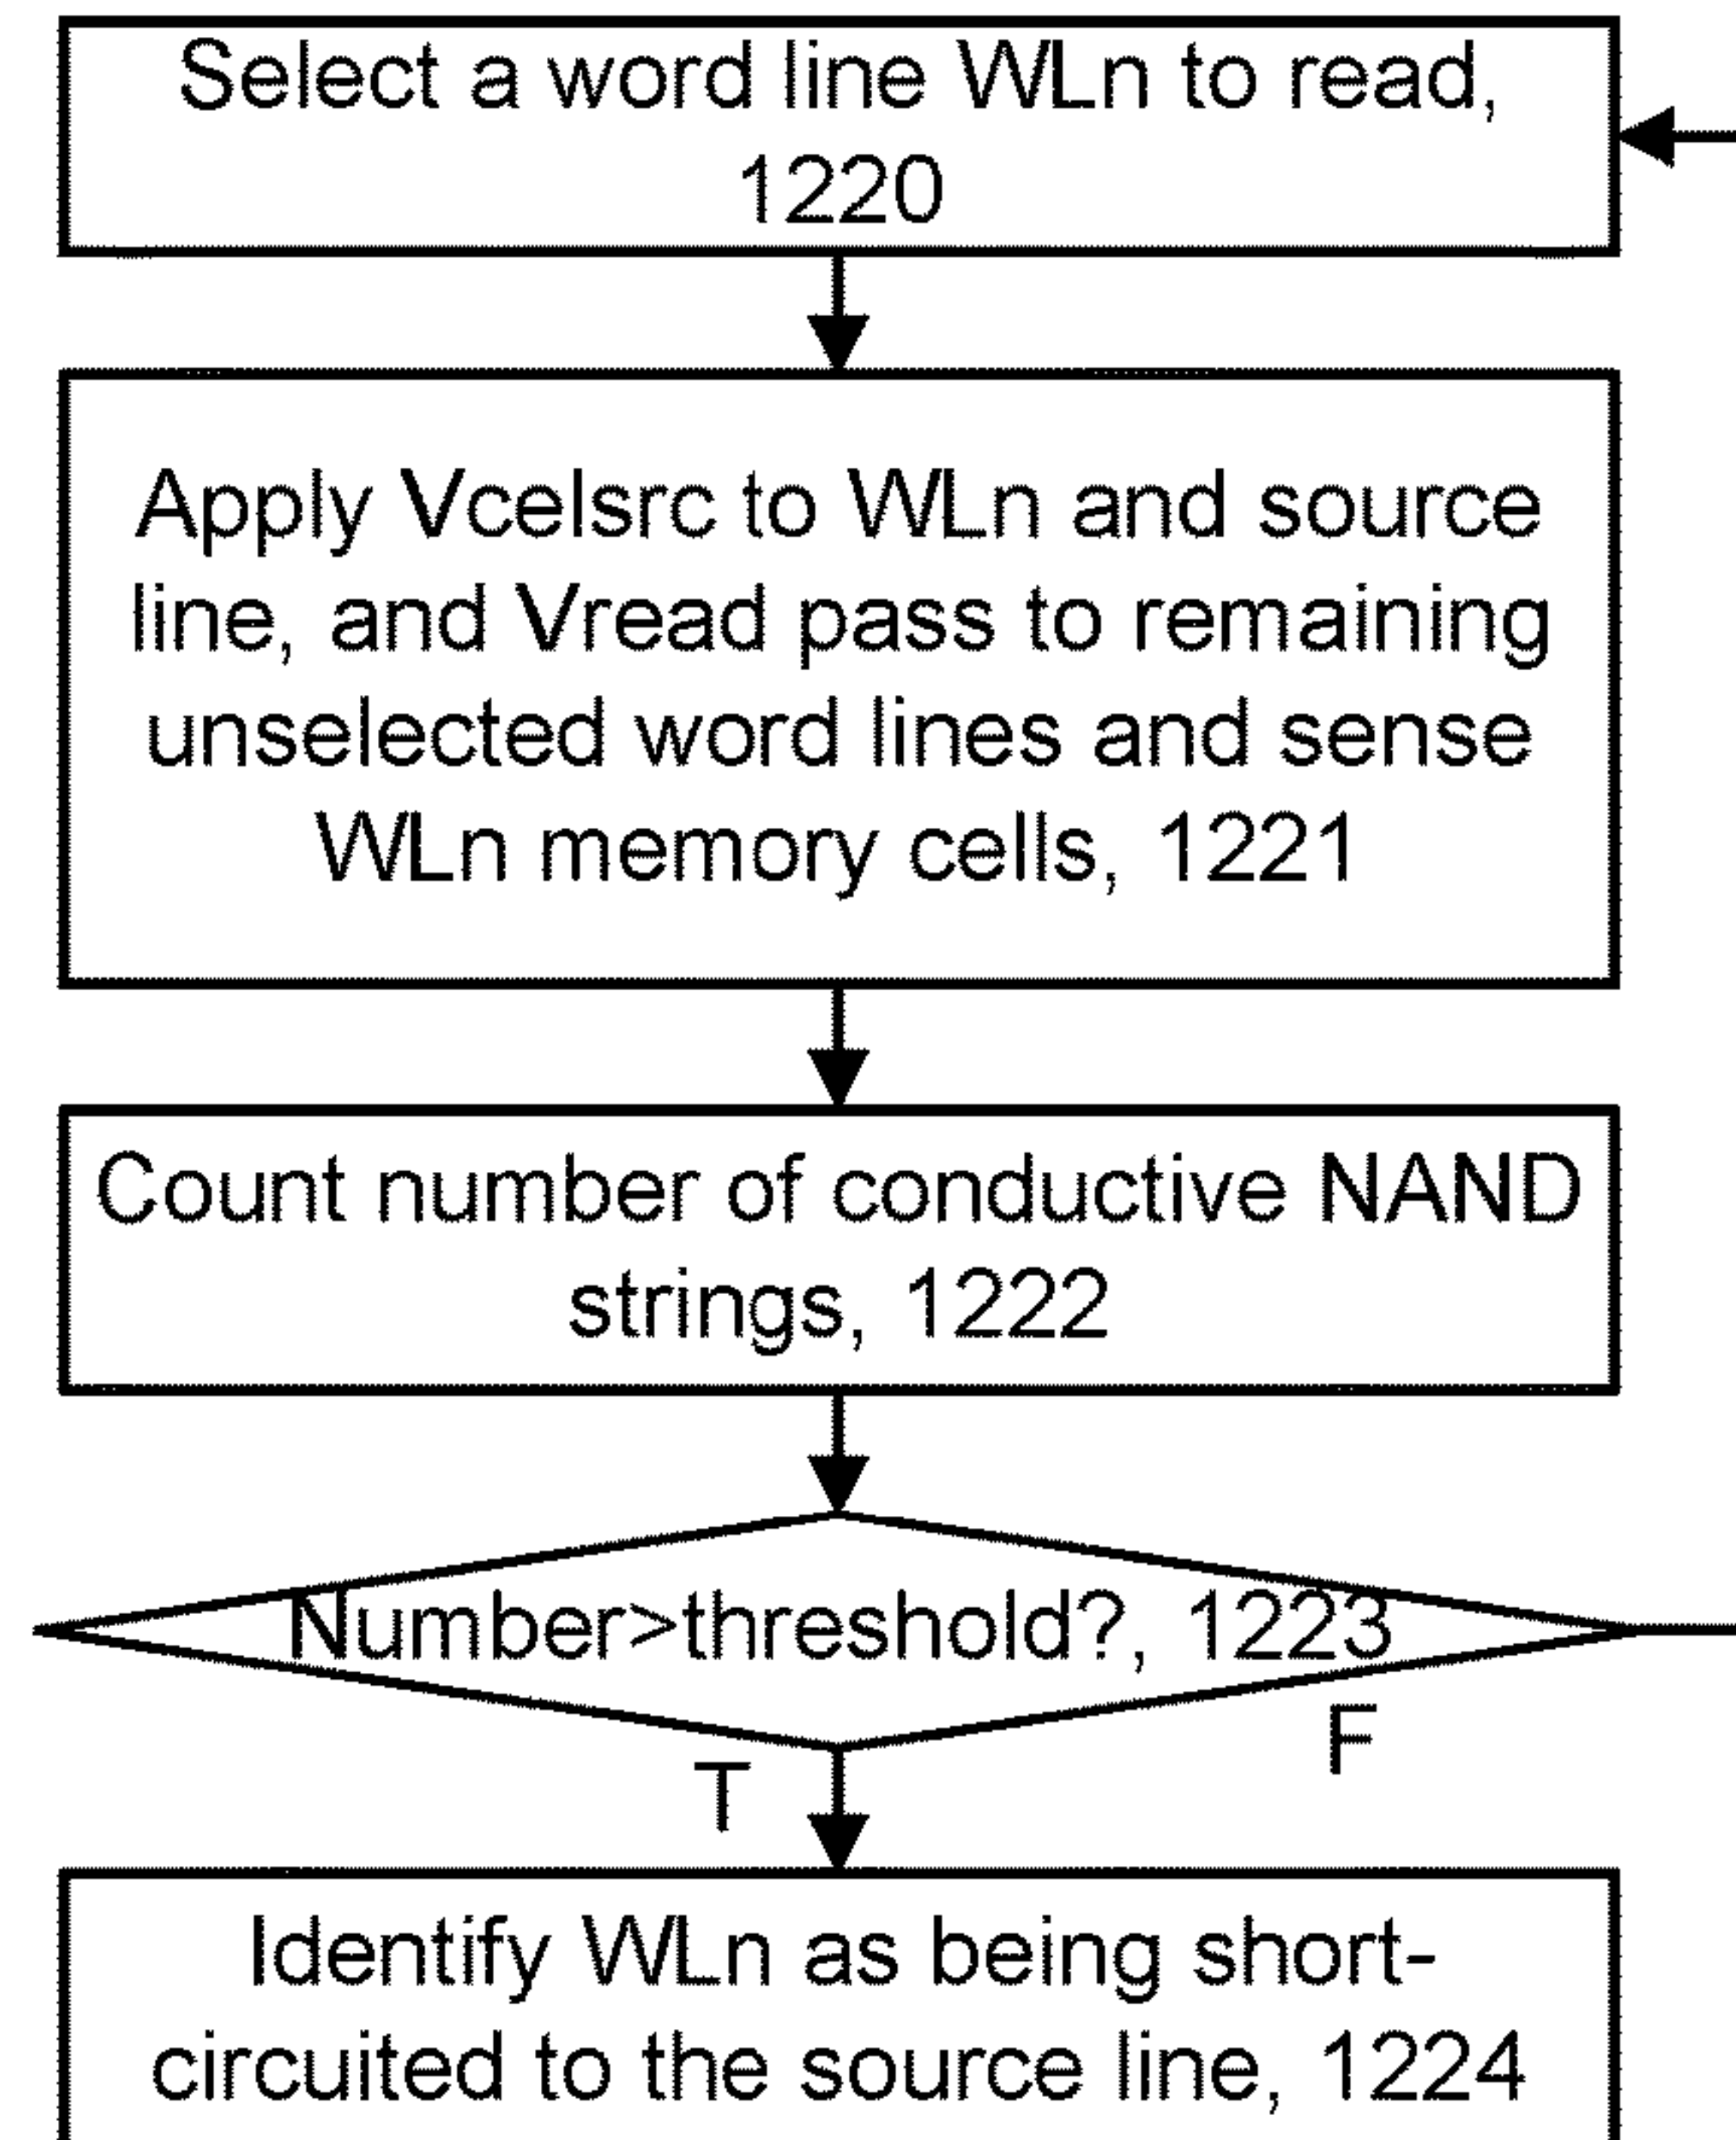 Select a word line WLn to read,
1220
Apply Vcelsrc to WLn and source
line, and Vread pass to remaining
unselected word lines and sense
WLn memory cells, 1221
Count number of conductive NAND
strings, 1222
Number>threshold?, 1223
F
T
Identify WLn as being short-
circuited to the source line, 1224